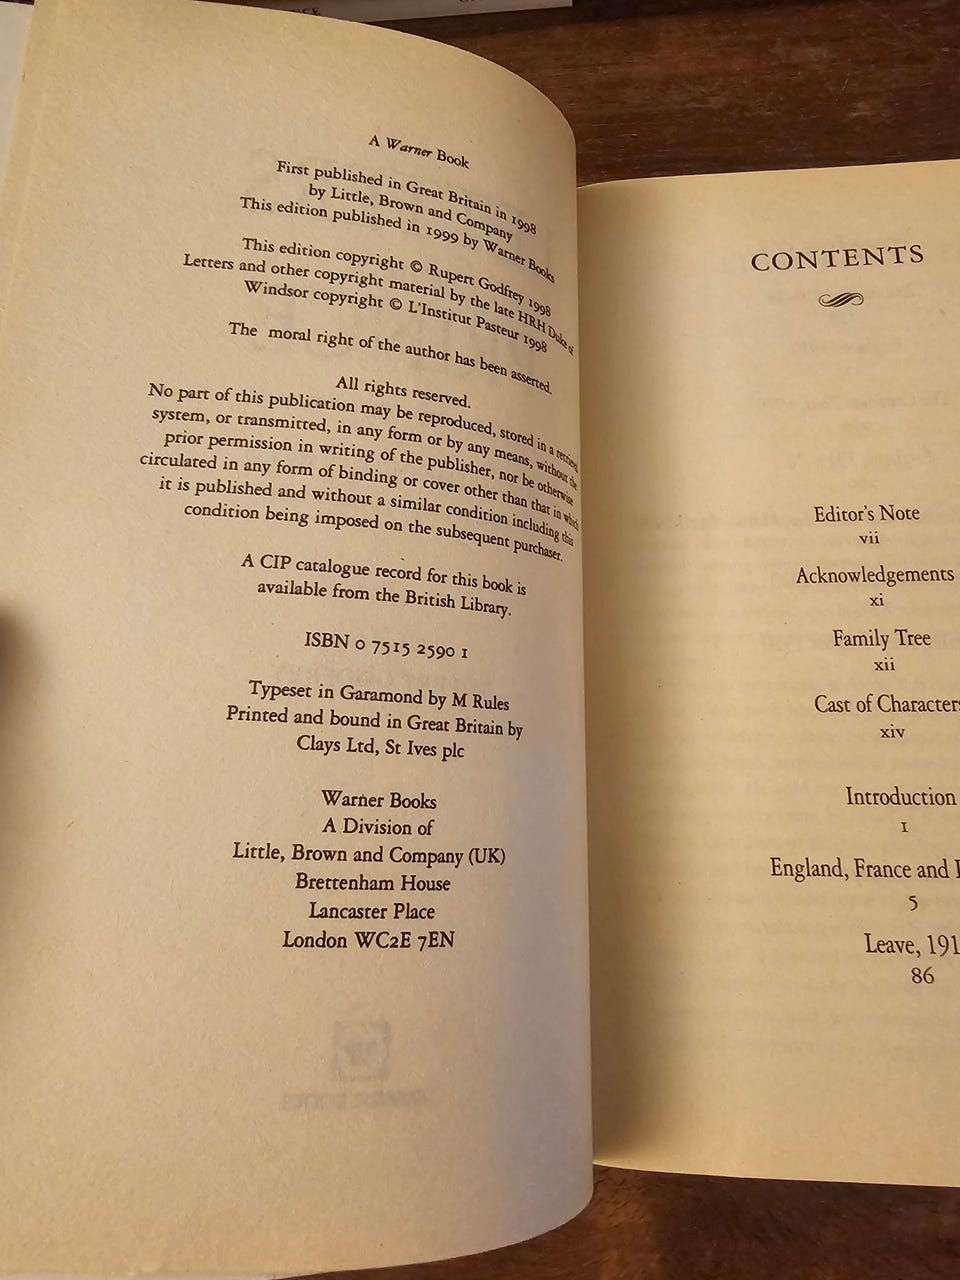 A Warner Book
First published in Great Britain in 1998
by Little, Brown and Company
This edition published in 1999 by Warner Books
This edition copyright © Rupert Godfrey 1998
Letters and other copyright material by the late HRH Duke of
Windsor copyright © L'Institut Pasteur 1998
The moral right of the author has been asserted.
All rights reserved.
No part of this publication may be reproduced, stored in a retrieval
system, or transmitted, in any form or by any means, without the
prior permission in writing of the publisher, nor be otherwise
circulated in any form of binding or cover other than that in which
it is published and without a similar condition including this
condition being imposed on the subsequent purchaser.
A CIP catalogue record for this book is
available from the British Library.
ISBN 0 7515 2590 1
Typeset in Garamond by M Rules
Printed and bound in Great Britain by
Clays Ltd, St Ives plc
Warner Books
A Division of
Little, Brown and Company (UK)
Brettenham House
Lancaster Place
London WC2E 7EN
CONTENTS
Editor's Note
vii
Acknowledgements
xi
Family Tree
xii
Cast of Characters
xiv
Introduction
1
England, France and
5
Leave, 191
86